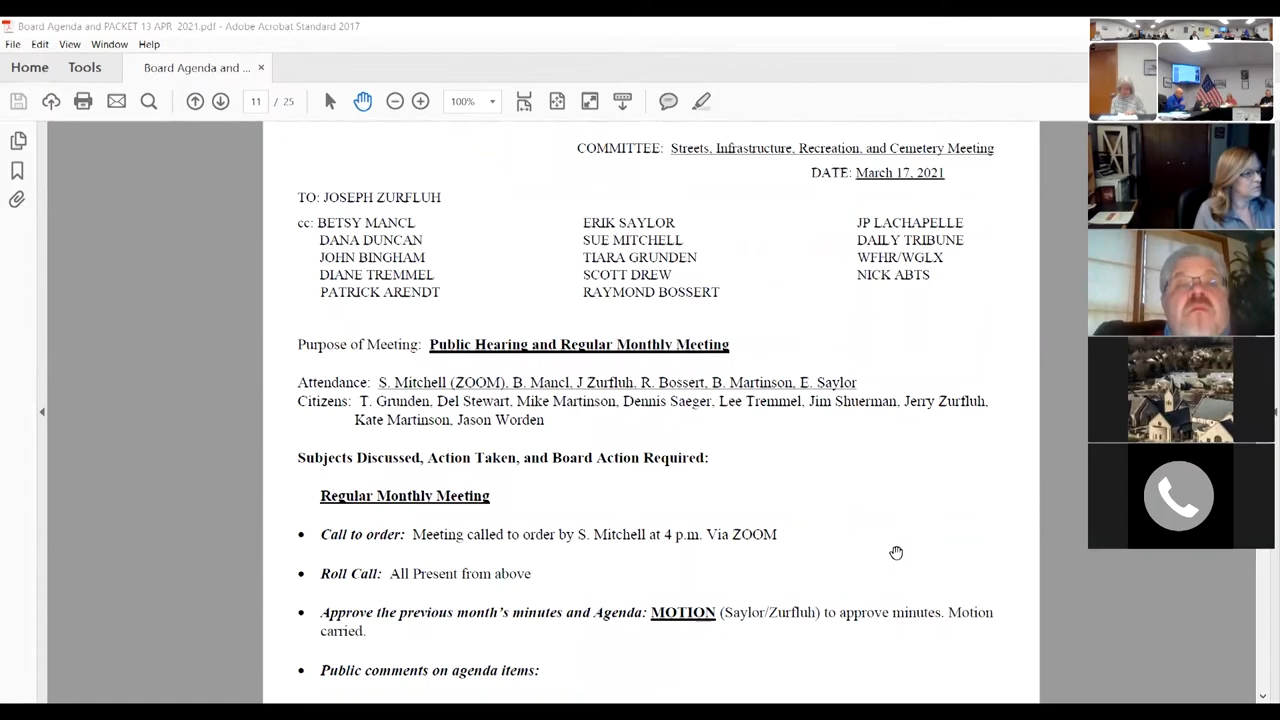 Board Agenda and PACKET 13 APR 2021.pdf - Adobe Acrobat Standard 2017
File Edit View Window Help
Home Tools Board Agenda and ... ×
11 / 25 100%
COMMITTEE: Streets, Infrastructure, Recreation, and Cemetery Meeting
DATE: March 17, 2021
TO: JOSEPH ZURFLUH
cc: BETSY MANCL ERIK SAYLOR JP LACHAPELLE
DANA DUNCAN SUE MITCHELL DAILY TRIBUNE
JOHN BINGHAM TIARA GRUNDEN WFHR/WGLX
DIANE TREMMEL SCOTT DREW NICK ABTS
PATRICK ARENDT RAYMOND BOSSERT
Purpose of Meeting: Public Hearing and Regular Monthly Meeting
Attendance: S. Mitchell (ZOOM), B. Mancl, J Zurfluh, R. Bossert, B. Martinson, E. Saylor
Citizens: T. Grunden, Del Stewart, Mike Martinson, Dennis Saeger, Lee Tremmel, Jim Shuerman, Jerry Zurfluh,
Kate Martinson, Jason Worden
Subjects Discussed, Action Taken, and Board Action Required:
Regular Monthly Meeting
• Call to order: Meeting called to order by S. Mitchell at 4 p.m. Via ZOOM
• Roll Call: All Present from above
• Approve the previous month's minutes and Agenda: MOTION (Saylor/Zurfluh) to approve minutes. Motion
carried.
• Public comments on agenda items: